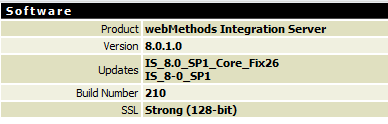 Software
Product webMethods Integration Server
Version 8.0.1.0
Updates IS_8.0_SP1_Core_Fix26
IS_8-0_SP1
Build Number 210
SSL Strong (128-bit)